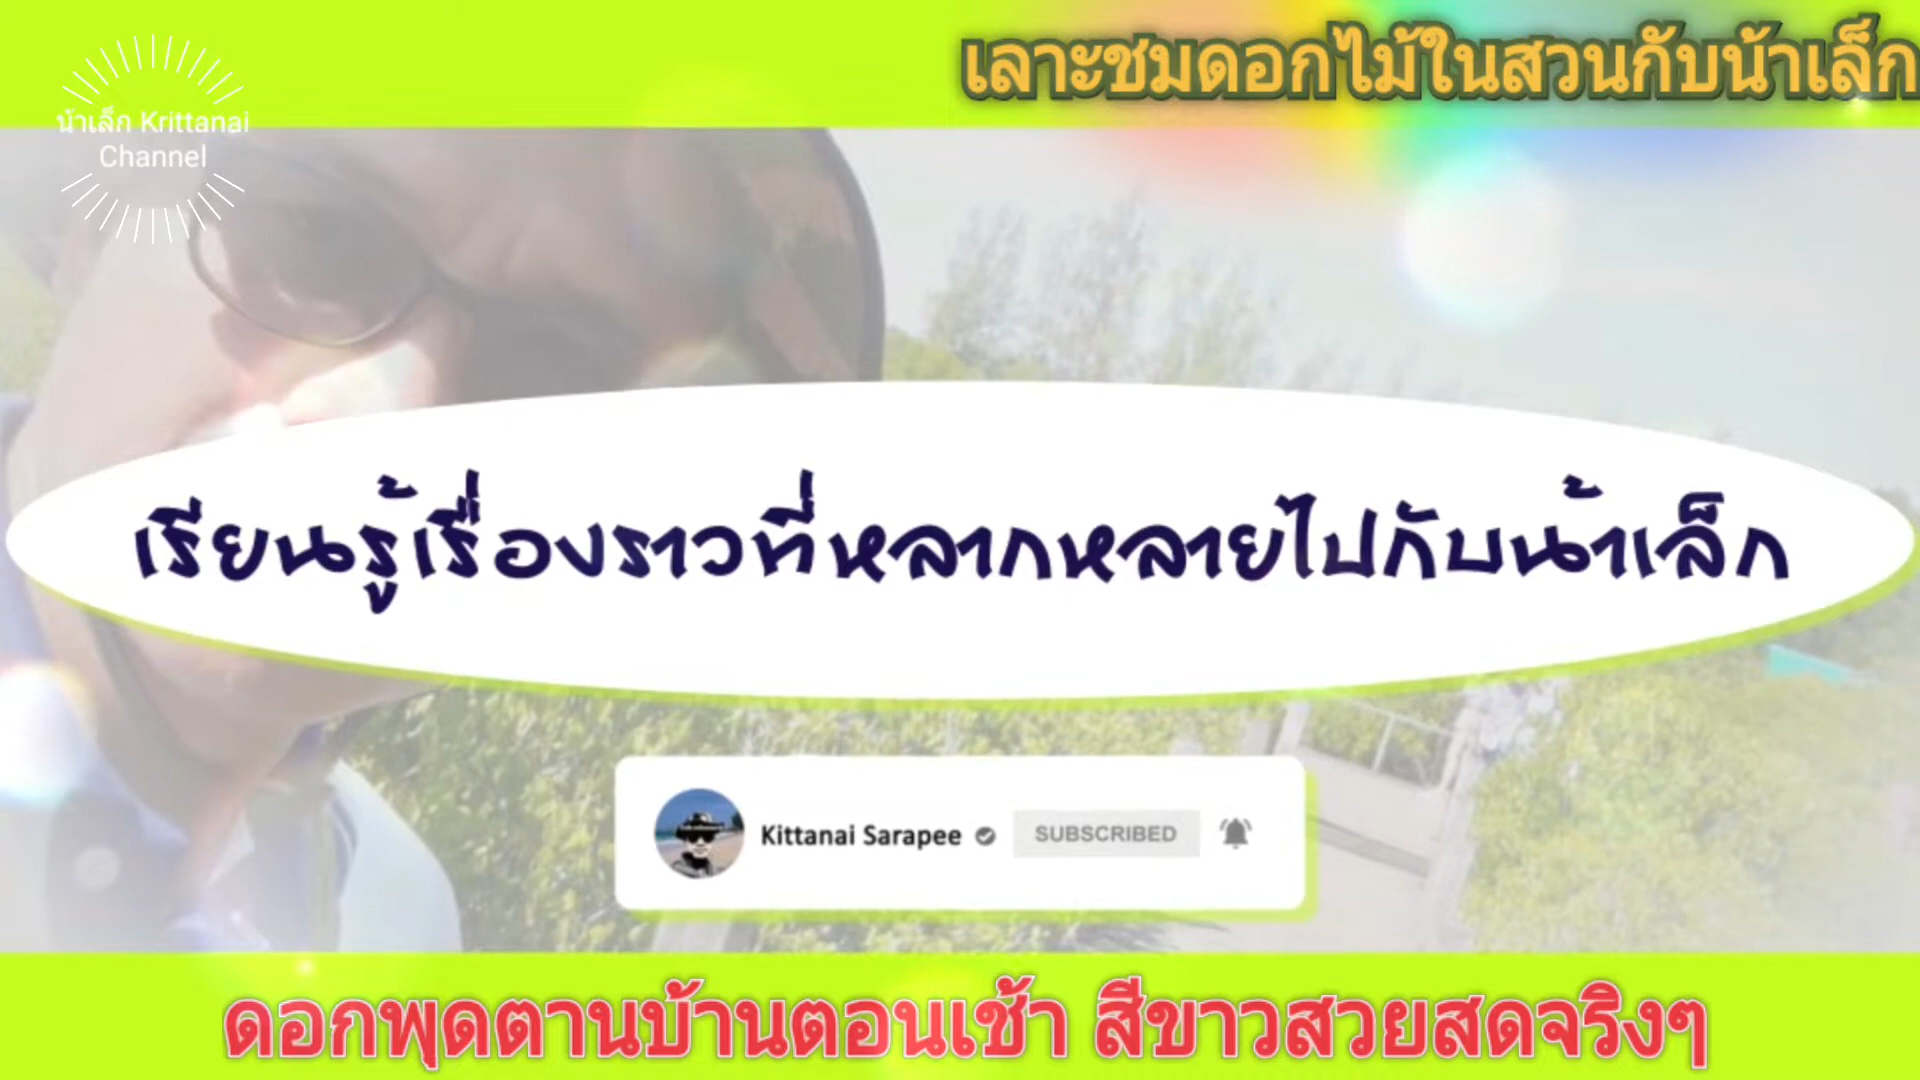 เลาะชมดอกไม้ในสวนกับน้าเล็ก
น้าเล็ก Krittanai
Channel
เรียนรู้เรื่องราวที่หลากหลายไปกับน้าเล็ก
Kittanai Sarapee SUBSCRIBED
ดอกพุดตานบ้านตอนเช้า สีขาวสวยสดจริงๆ